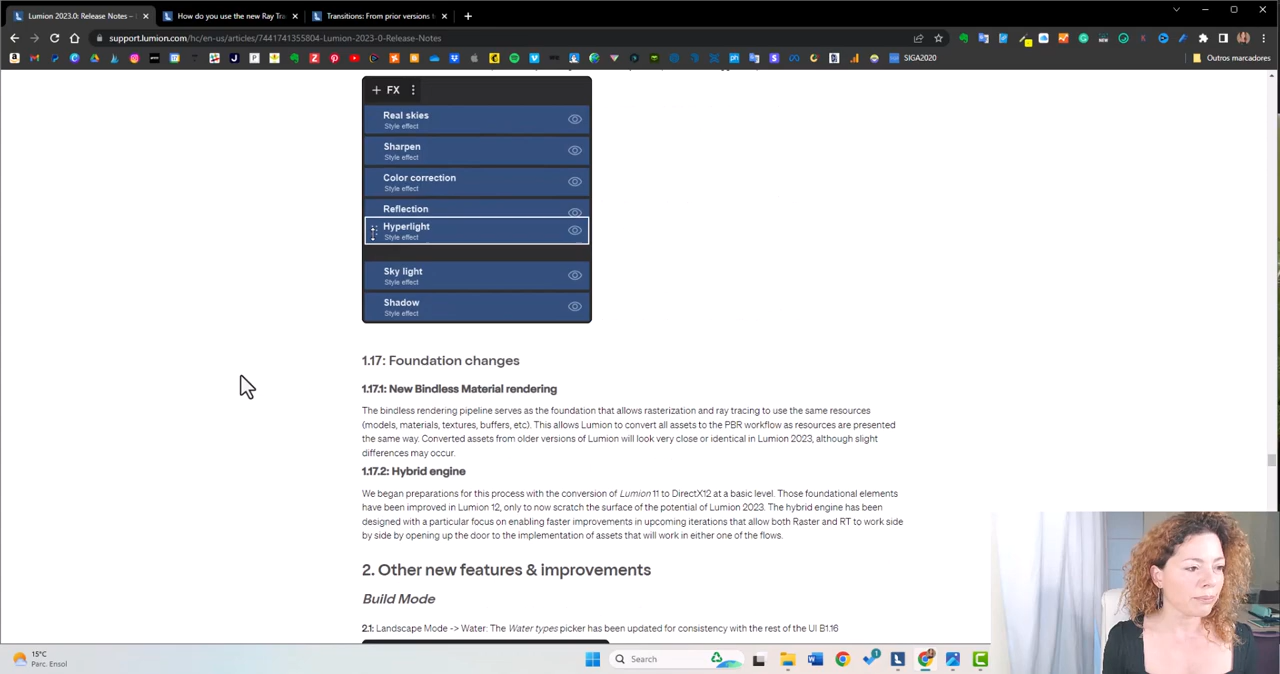 Lumion 2023.0: Release Notes –
How do you use the new Ray Tra
Transitions: From prior versions
support.lumion.com/hc/en-us/articles/7441741355804-Lumion-2023-0-Release-Notes
SIGA2020
Outros marcadores
+ FX
Real skies
Style effect
Sharpen
Style effect
Color correction
Style effect
Reflection
Hyperlight
Style effect
Sky light
Style effect
Shadow
Style effect
1.17: Foundation changes
1.17.1: New Bindless Material rendering
The bindless rendering pipeline serves as the foundation that allows rasterization and ray tracing to use the same resources
(models, materials, textures, buffers, etc). This allows Lumion to convert all assets to the PBR workflow as resources are presented
the same way. Converted assets from older versions of Lumion will look very close or identical in Lumion 2023, although slight
differences may occur.
1.17.2: Hybrid engine
We began preparations for this process with the conversion of Lumion 11 to DirectX12 at a basic level. Those foundational elements
have been improved in Lumion 12, only to now scratch the surface of the potential of Lumion 2023. The hybrid engine has been
designed with a particular focus on enabling faster improvements in upcoming iterations that allow both Raster and RT to work side
by side by opening up the door to the implementation of assets that will work in either one of the flows.
2. Other new features & improvements
Build Mode
2.1: Landscape Mode -> Water: The Water types picker has been updated for consistency with the rest of the UI B1.16
15°C
Parc. Ensol
Search